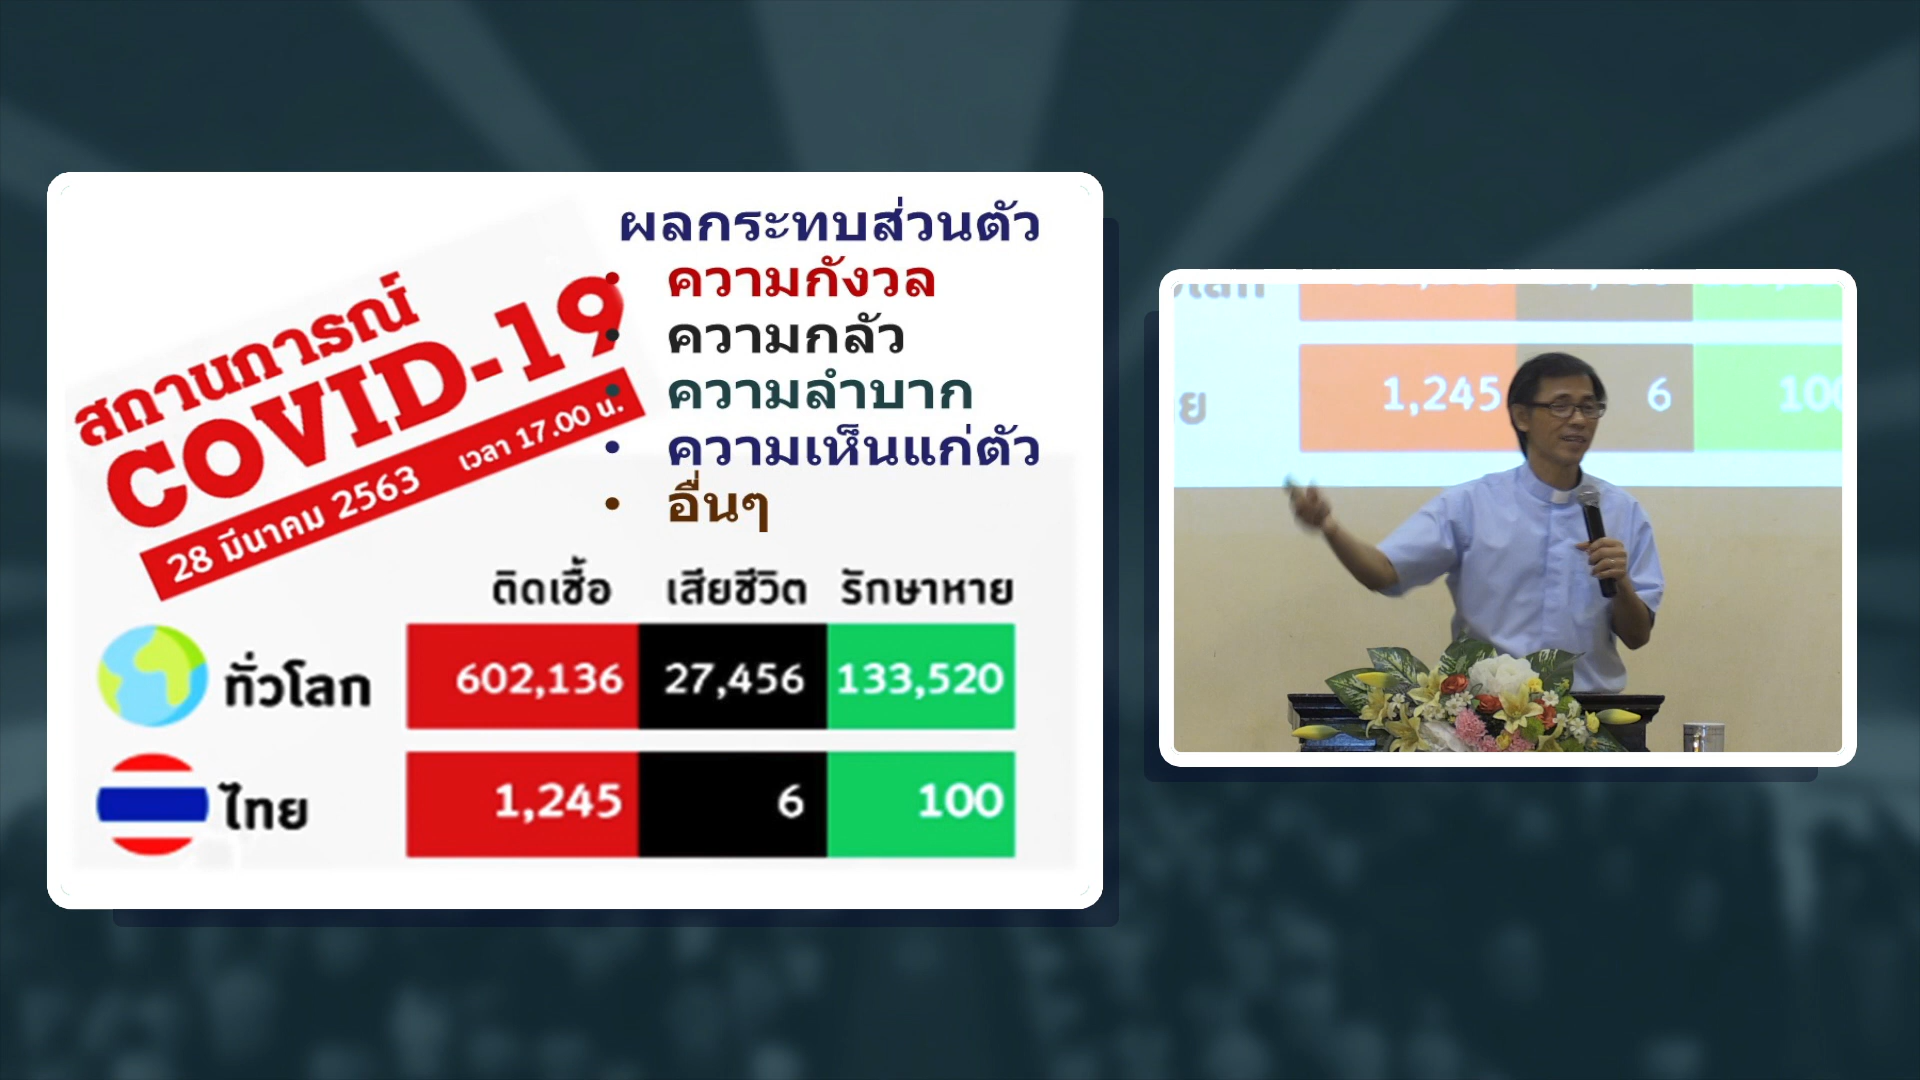 ผลกระทบส่วนตัว
• ความกังวล
• ความกลัว
• ความลำบาก
• ความเห็นแก่ตัว
• อื่นๆ
สถานการณ์
COVID-19
28 มีนาคม 2563 เวลา 17.00 น.
ติดเชื้อ เสียชีวิต รักษาหาย
ทั่วโลก 602,136 27,456 133,520
ไทย 1,245 6 100
ย 1,245 6 100